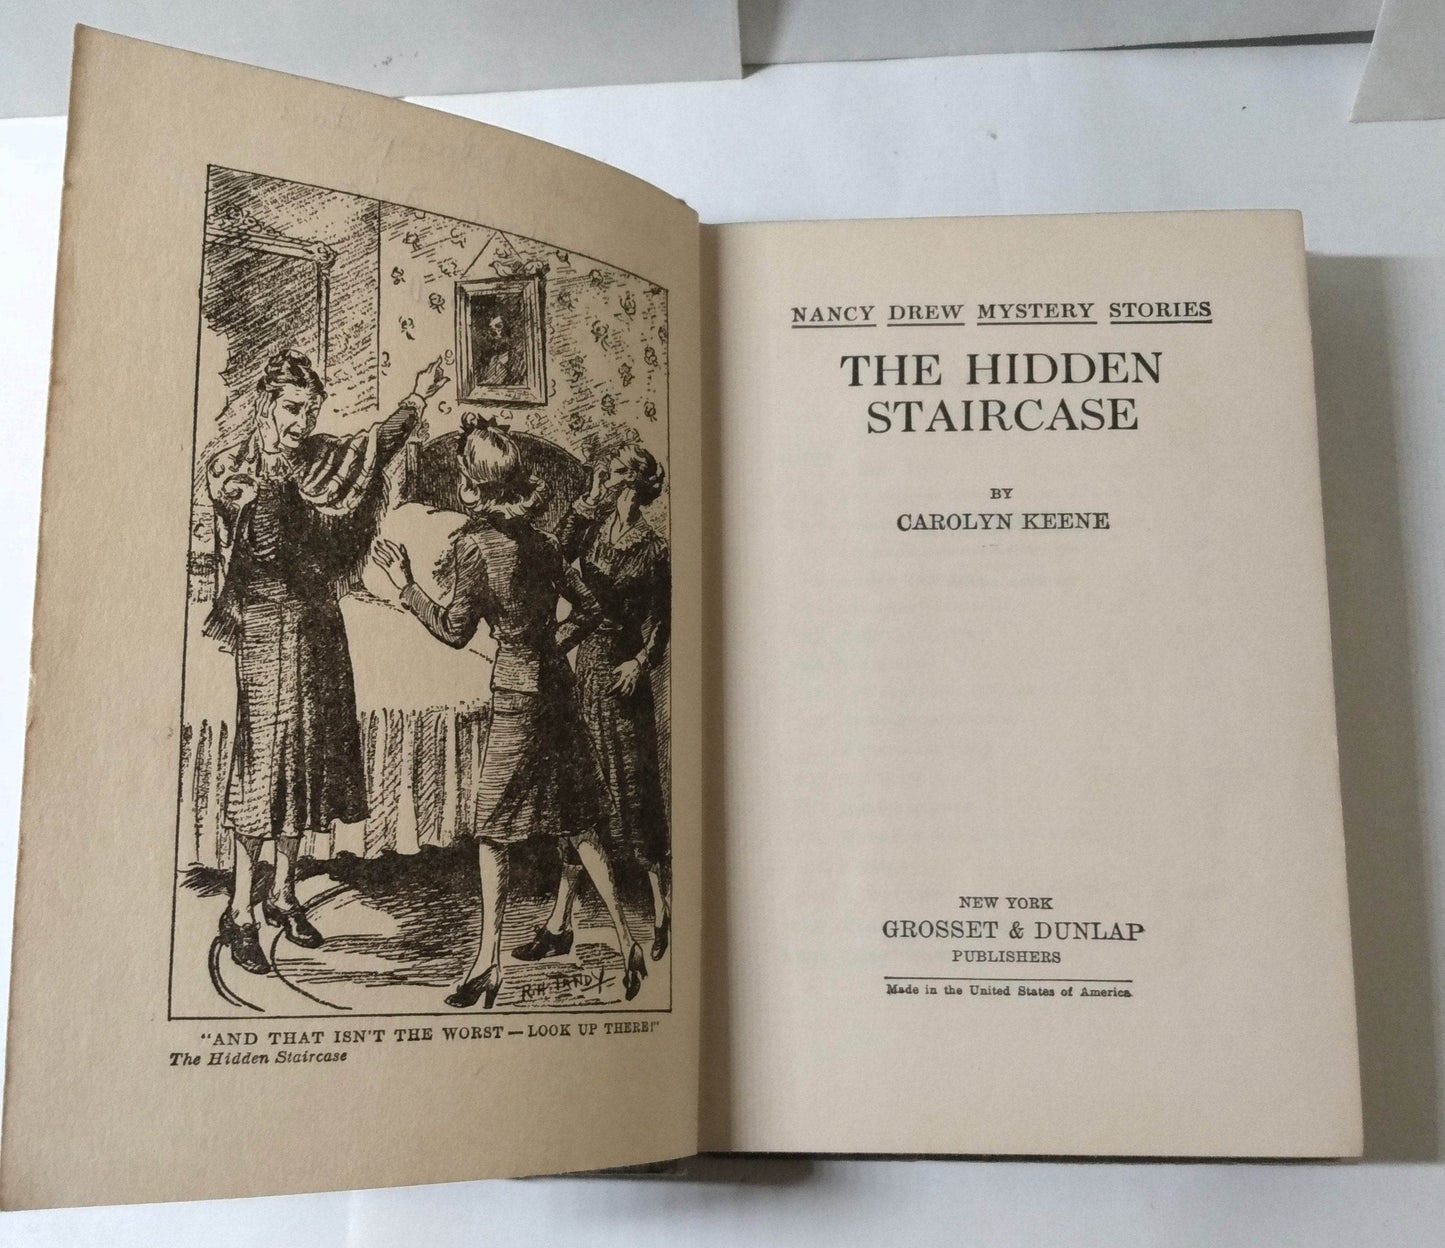 R.H. TANDY
"AND THAT ISN'T THE WORST — LOOK UP THERE!"
The Hidden Staircase
NANCY DREW MYSTERY STORIES
THE HIDDEN
STAIRCASE
BY
CAROLYN KEENE
NEW YORK
GROSSET & DUNLAP
PUBLISHERS
Made in the United States of America